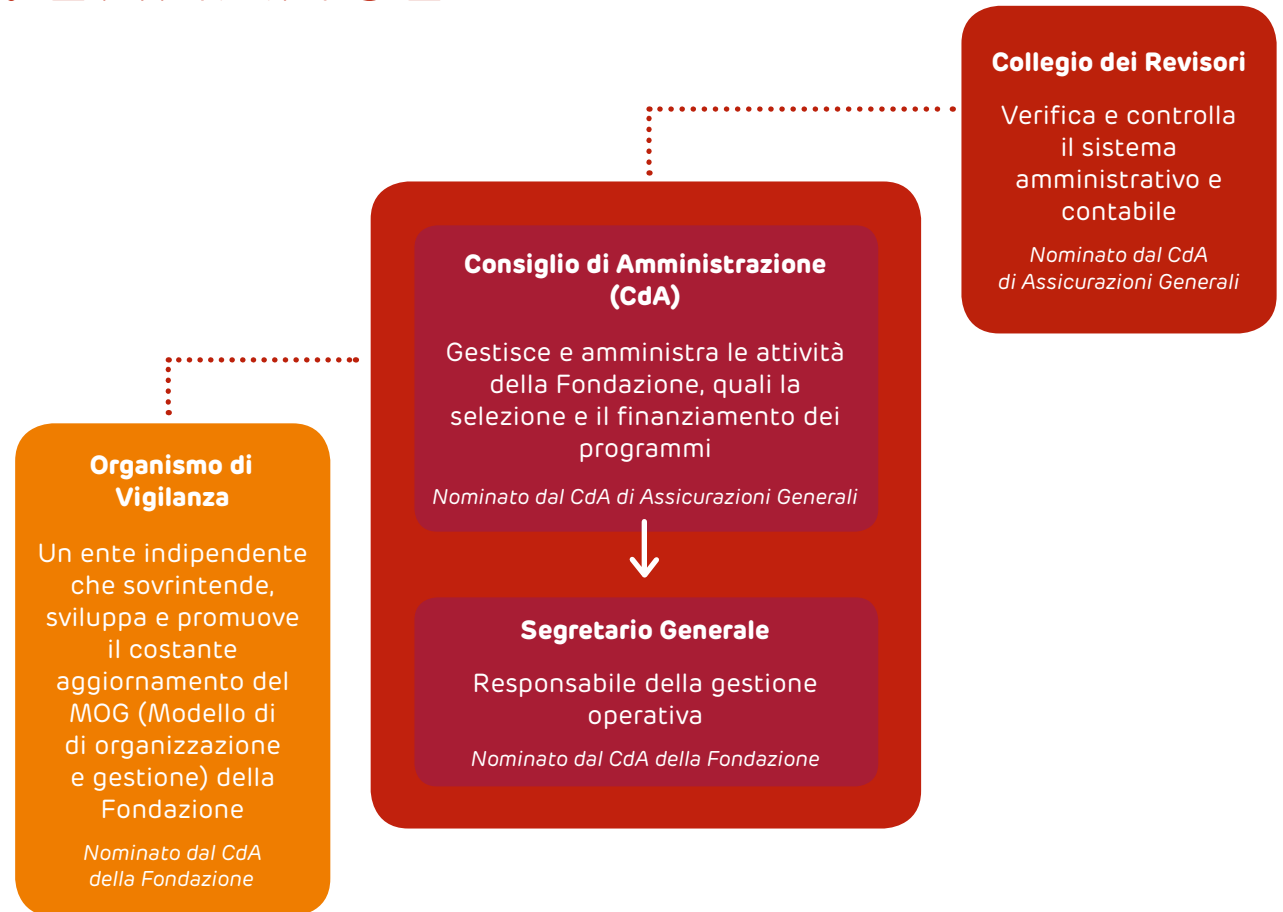 Collegio dei Revisori
Verifica e controlla
il sistema
amministrativo e
contabile
Nominato dal CdA
di Assicurazioni Generali
Consiglio di Amministrazione
(CdA)
Gestisce e amministra le attività
della Fondazione, quali la
selezione e il finanziamento dei
programmi
Nominato dal CdA di Assicurazioni Generali
Segretario Generale
Responsabile della gestione
operativa
Nominato dal CdA della Fondazione
Organismo di
Vigilanza
Un ente indipendente
che sovrintende,
sviluppa e promuove
il costante
aggiornamento del
MOG (Modello di
di organizzazione
e gestione) della
Fondazione
Nominato dal CdA
della Fondazione